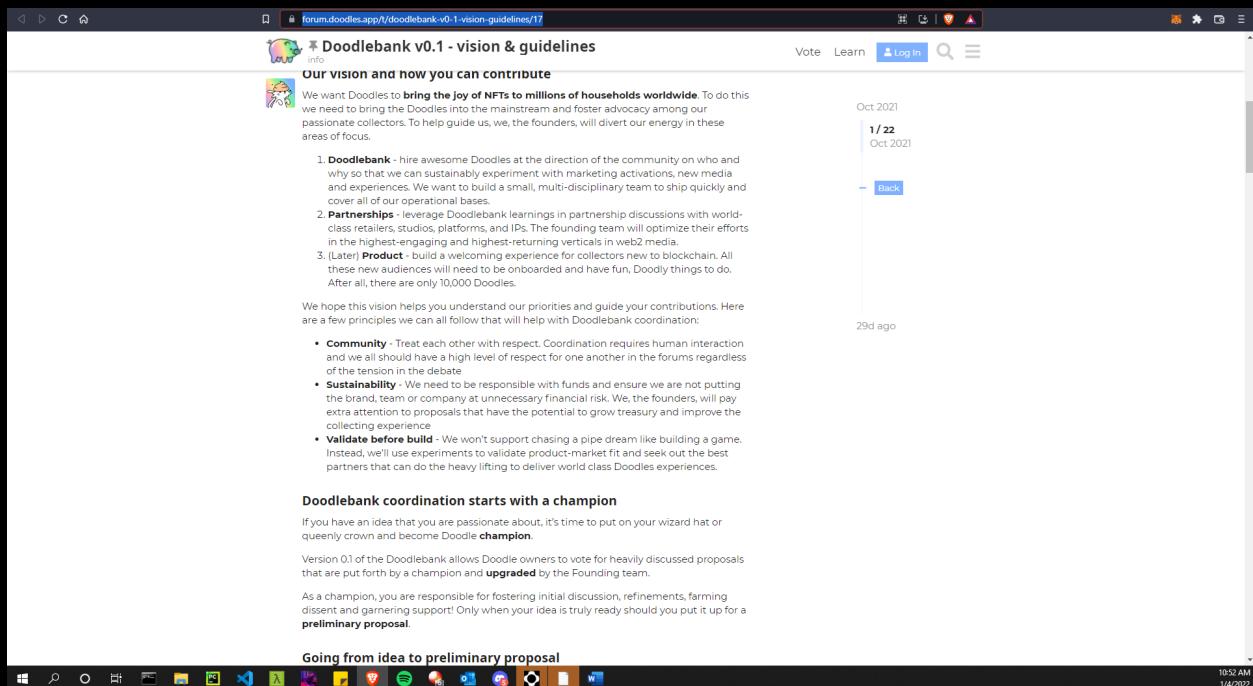 forum.doodles.app/t/doodlebank-v0-1-vision-guidelines/17
Doodlebank v0.1 - vision & guidelines
info
Vote Learn Log In
Our vision and how you can contribute
We want Doodles to bring the joy of NFTs to millions of households worldwide. To do this
we need to bring the Doodles into the mainstream and foster advocacy among our
passionate collectors. To help guide us, we, the founders, will divert our energy in these
areas of focus.
1. Doodlebank - hire awesome Doodles at the direction of the community on who and
why so that we can sustainably experiment with marketing activations, new media
and experiences. We want to build a small, multi-disciplinary team to ship quickly and
cover all of our operational bases.
2. Partnerships - leverage Doodlebank learnings in partnership discussions with world-
class retailers, studios, platforms, and IPs. The founding team will optimize their efforts
in the highest-engaging and highest-returning verticals in web2 media.
3. (Later) Product - build a welcoming experience for collectors new to blockchain. All
these new audiences will need to be onboarded and have fun, Doodly things to do.
After all, there are only 10,000 Doodles.
We hope this vision helps you understand our priorities and guide your contributions. Here
are a few principles we can all follow that will help with Doodlebank coordination:
• Community - Treat each other with respect. Coordination requires human interaction
and we all should have a high level of respect for one another in the forums regardless
of the tension in the debate
• Sustainability - We need to be responsible with funds and ensure we are not putting
the brand, team or company at unnecessary financial risk. We, the founders, will pay
extra attention to proposals that have the potential to grow treasury and improve the
collecting experience
• Validate before build - We won't support chasing a pipe dream like building a game.
Instead, we'll use experiments to validate product-market fit and seek out the best
partners that can do the heavy lifting to deliver world class Doodles experiences.
Doodlebank coordination starts with a champion
If you have an idea that you are passionate about, it's time to put on your wizard hat or
queenly crown and become Doodle champion.
Version 0.1 of the Doodlebank allows Doodle owners to vote for heavily discussed proposals
that are put forth by a champion and upgraded by the Founding team.
As a champion, you are responsible for fostering initial discussion, refinements, farming
dissent and garnering support! Only when your idea is truly ready should you put it up for a
preliminary proposal.
Going from idea to preliminary proposal
Oct 2021
1 / 22
Oct 2021
Back
29d ago
10:52 AM
1/4/2022